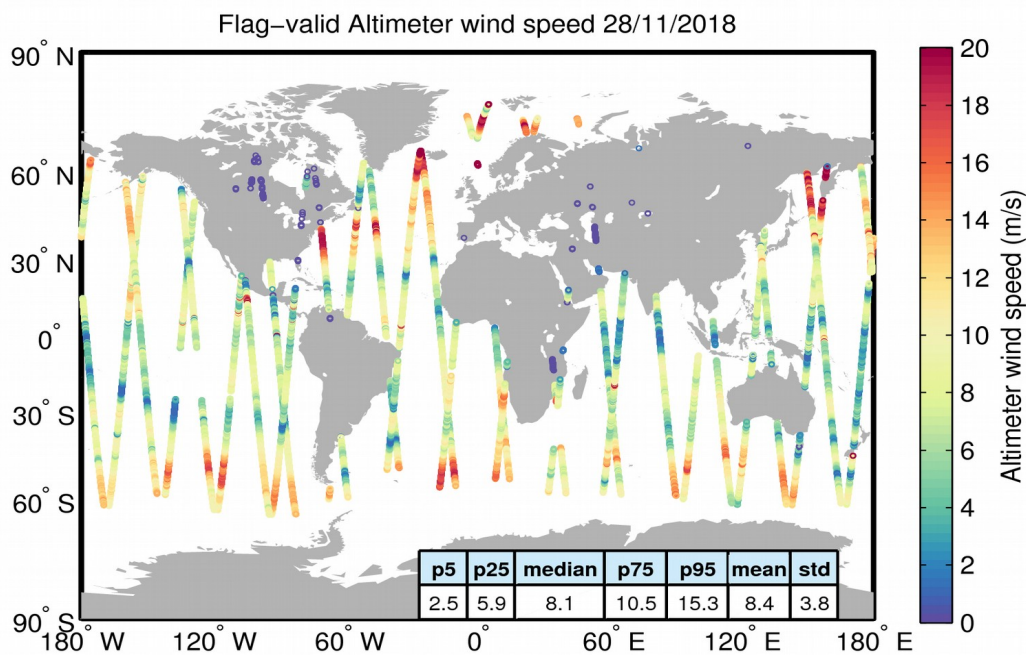 Flag-valid Altimeter wind speed 28/11/2018
90° N
60° N
30° N
0°
30° S
60° S
90° S
180° W
120° W
60° W
0°
60° E
120° E
180° E
p5 p25 median p75 p95 mean std
2.5 5.9 8.1 10.5 15.3 8.4 3.8
20
18
16
14
12
10
8
6
4
2
0
Altimeter wind speed (m/s)